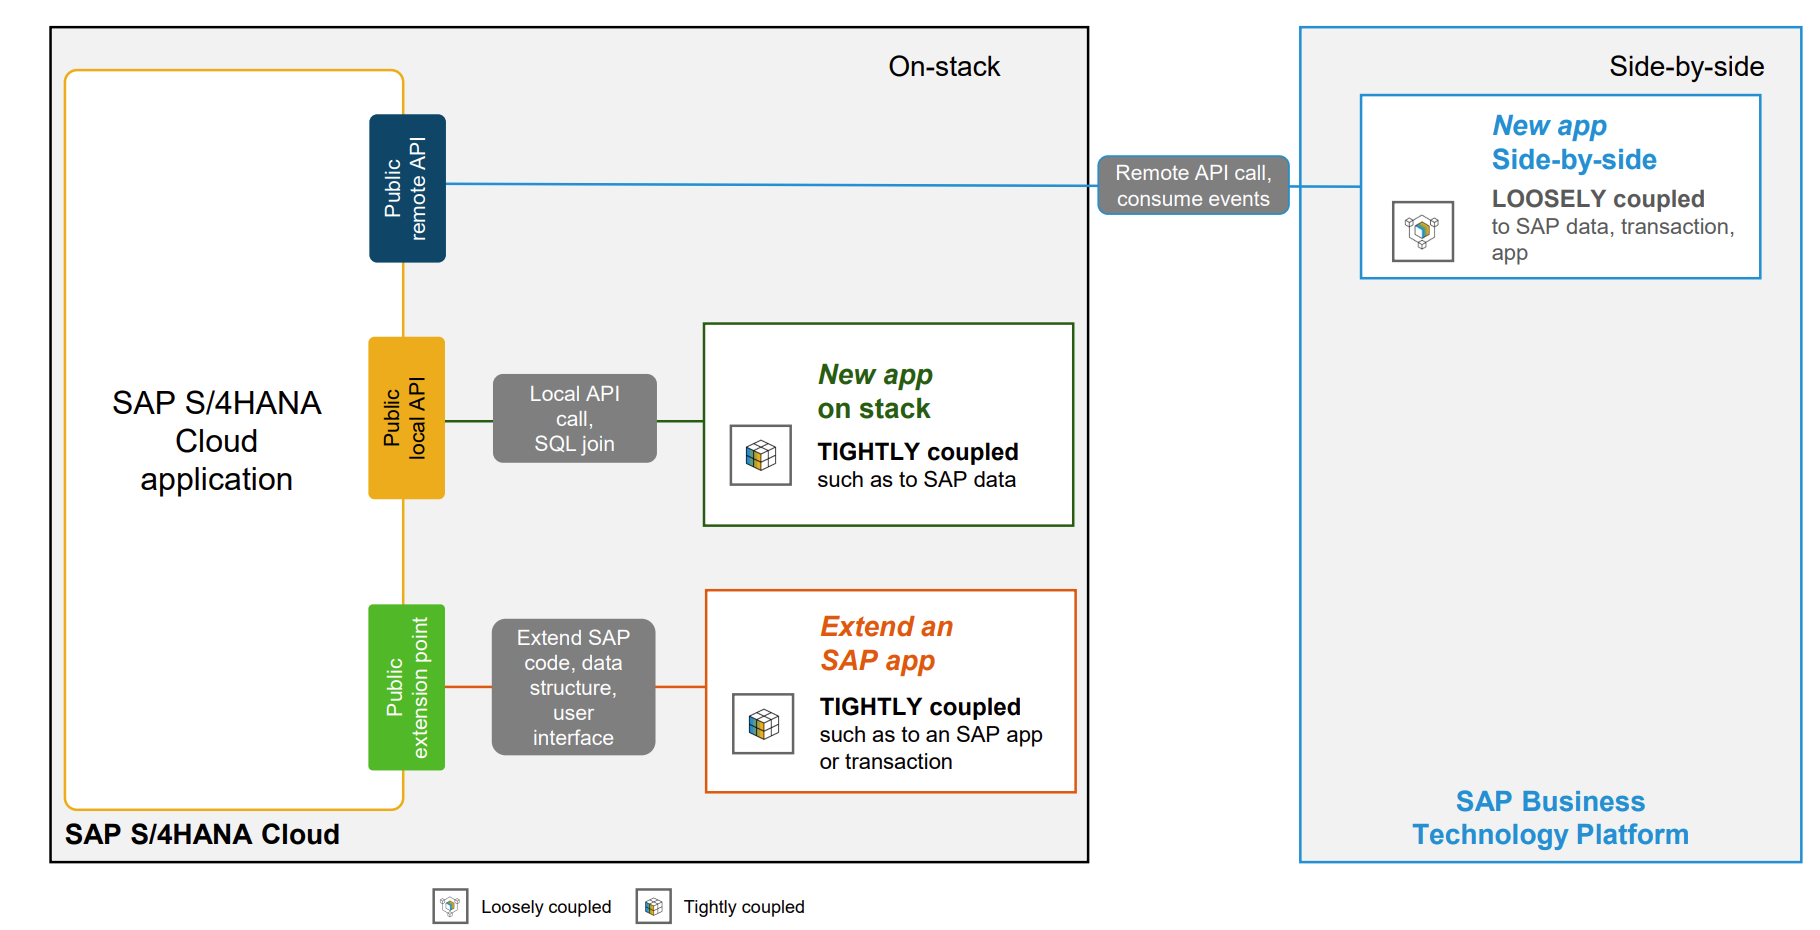 On-stack
Side-by-side
Public
remote API
Remote API call,
consume events
New app
Side-by-side
LOOSELY coupled
to SAP data, transaction,
app
SAP S/4HANA
Cloud
application
Public
local API
Local API
call,
SQL join
New app
on stack
TIGHTLY coupled
such as to SAP data
Public
extension point
Extend SAP
code, data
structure,
user
interface
Extend an
SAP app
TIGHTLY coupled
such as to an SAP app
or transaction
SAP S/4HANA Cloud
SAP Business
Technology Platform
Loosely coupled
Tightly coupled